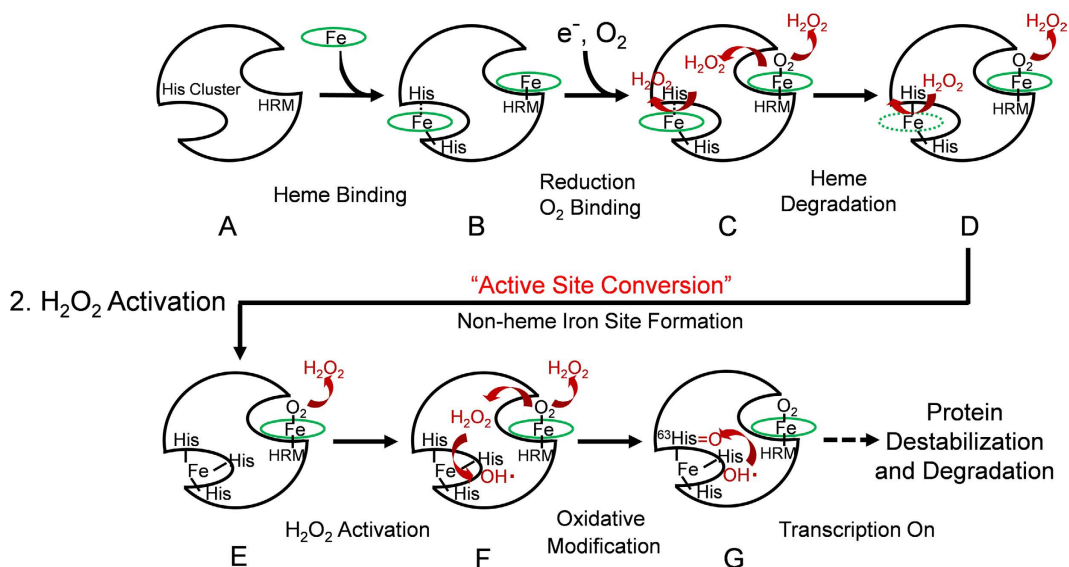 Fe
His Cluster
HRM
Heme Binding
A
His
Fe
His
Fe
HRM
e⁻, O₂
Reduction
O₂ Binding
B
H₂O₂
H₂O₂
H₂O₂
O₂
Fe
HRM
His
Fe
His
Heme
Degradation
C
H₂O₂
O₂
Fe
HRM
H₂O₂
His
Fe
His
D
2. H₂O₂ Activation
“Active Site Conversion”
Non-heme Iron Site Formation
H₂O₂
O₂
Fe
HRM
His
His
Fe
His
H₂O₂ Activation
E
H₂O₂
O₂
H₂O₂
Fe
HRM
His
His
Fe
OH·
His
Oxidative
Modification
F
O₂
Fe
HRM
⁶³His=O
His
Fe
OH·
His
Transcription On
G
Protein
Destabilization
and Degradation